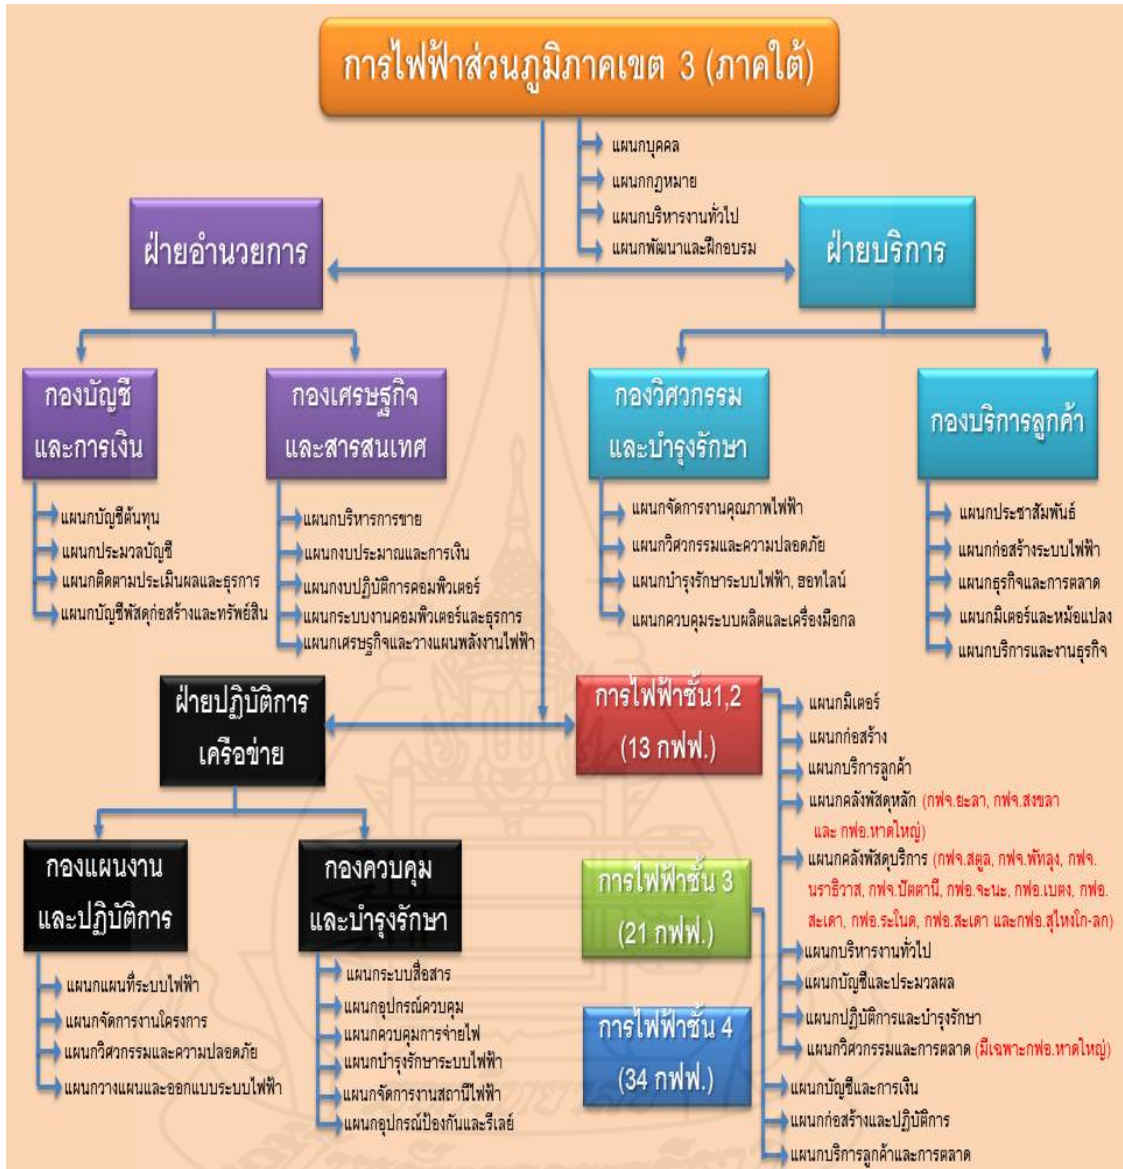 การไฟฟ้าส่วนภูมิภาคเขต 3 (ภาคใต้)
แผนกบุคคล
แผนกกฎหมาย
แผนกบริหารงานทั่วไป
แผนกพัฒนาและฝึกอบรม
ฝ่ายอำนวยการ
ฝ่ายบริการ
กองบัญชี
และการเงิน
กองเศรษฐกิจ
และสารสนเทศ
กองวิศวกรรม
และบำรุงรักษา
กองบริการลูกค้า
แผนกบัญชีต้นทุน
แผนกประมวลบัญชี
แผนกติดตามประเมินผลและธุรการ
แผนกบัญชีพัสดุก่อสร้างและทรัพย์สิน
แผนกบริหารการขาย
แผนกงบประมาณและการเงิน
แผนกงบปฏิบัติการคอมพิวเตอร์
แผนกระบบงานคอมพิวเตอร์และธุรการ
แผนกเศรษฐกิจและวางแผนพลังงานไฟฟ้า
แผนกจัดการงานคุณภาพไฟฟ้า
แผนกวิศวกรรมและความปลอดภัย
แผนกบำรุงรักษาระบบไฟฟ้า, ฮอทไลน์
แผนกควบคุมระบบผลิตและเครื่องมือกล
แผนกประชาสัมพันธ์
แผนกก่อสร้างระบบไฟฟ้า
แผนกธุรกิจและการตลาด
แผนกมิเตอร์และหม้อแปลง
แผนกบริการและงานธุรกิจ
ฝ่ายปฏิบัติการ
เครือข่าย
กองแผนงาน
และปฏิบัติการ
กองควบคุม
และบำรุงรักษา
แผนกแผนที่ระบบไฟฟ้า
แผนกจัดการงานโครงการ
แผนกวิศวกรรมและความปลอดภัย
แผนกวางแผนและออกแบบระบบไฟฟ้า
แผนกระบบสื่อสาร
แผนกอุปกรณ์ควบคุม
แผนกควบคุมการจ่ายไฟ
แผนกบำรุงรักษาระบบไฟฟ้า
แผนกจัดการงานสถานีไฟฟ้า
แผนกอุปกรณ์ป้องกันและรีเลย์
การไฟฟ้าชั้น1,2
(13 กฟฟ.)
การไฟฟ้าชั้น 3
(21 กฟฟ.)
การไฟฟ้าชั้น 4
(34 กฟฟ.)
แผนกมิเตอร์
แผนกก่อสร้าง
แผนกบริการลูกค้า
แผนกคลังพัสดุหลัก (กฟจ.ยะลา, กฟจ.สงขลา
และ กฟอ.หาดใหญ่)
แผนกคลังพัสดุบริการ (กฟจ.สตูล, กฟจ.พัทลุง, กฟจ.
นราธิวาส, กฟจ.ปัตตานี, กฟอ.จะนะ, กฟอ.เบตง, กฟอ.
สะเดา, กฟอ.ระโนด, กฟอ.สะเดา และกฟอ.สุไหงโก-ลก)
แผนกบริหารงานทั่วไป
แผนกบัญชีและประมวลผล
แผนกปฏิบัติการและบำรุงรักษา
แผนกวิศวกรรมและการตลาด (มีเฉพาะกฟอ.หาดใหญ่)
แผนกบัญชีและการเงิน
แผนกก่อสร้างและปฏิบัติการ
แผนกบริการลูกค้าและการตลาด